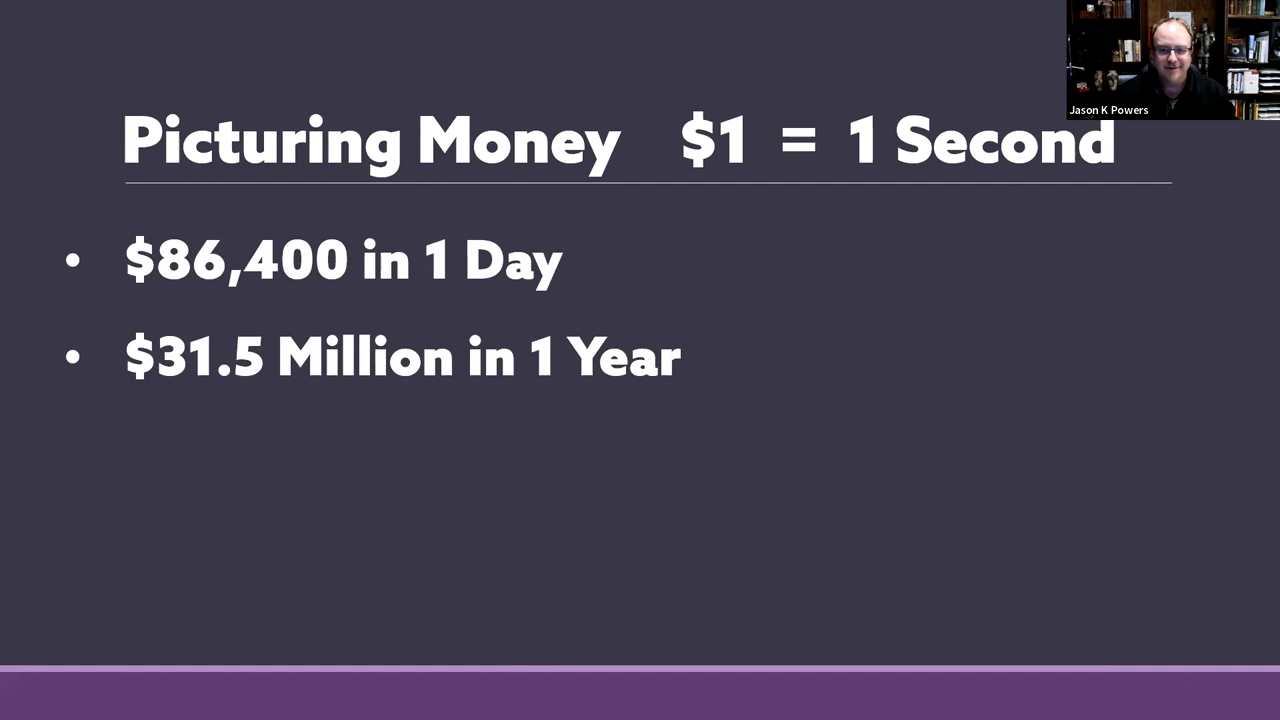 Jason K Powers
Picturing Money $1 = 1 Second
• $86,400 in 1 Day
• $31.5 Million in 1 Year